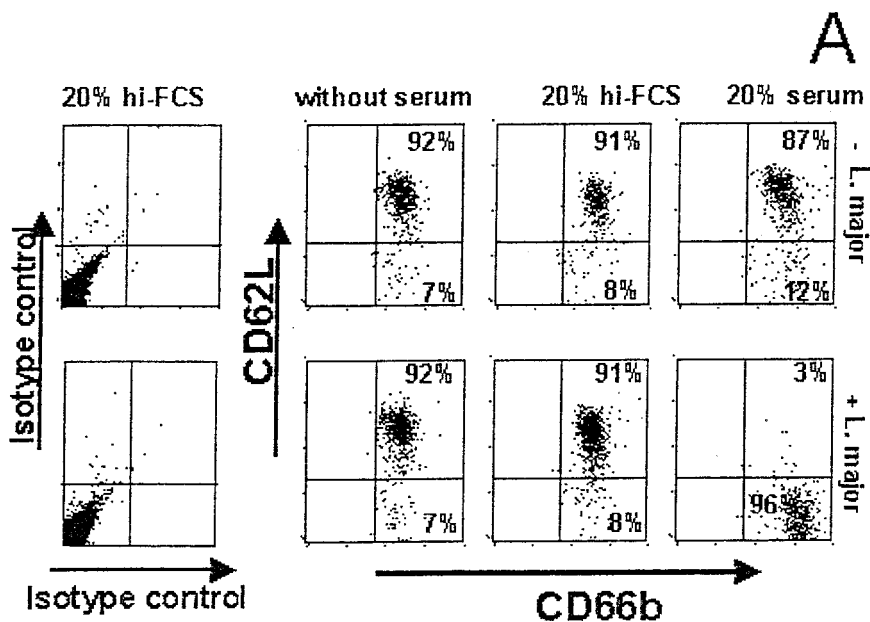 A
20% hi-FCS
without serum
20% hi-FCS
20% serum
92%
91%
87%
- L. major
7%
8%
12%
Isotype control
CD62L
92%
91%
3%
+ L. major
7%
8%
96
Isotype control
CD66b